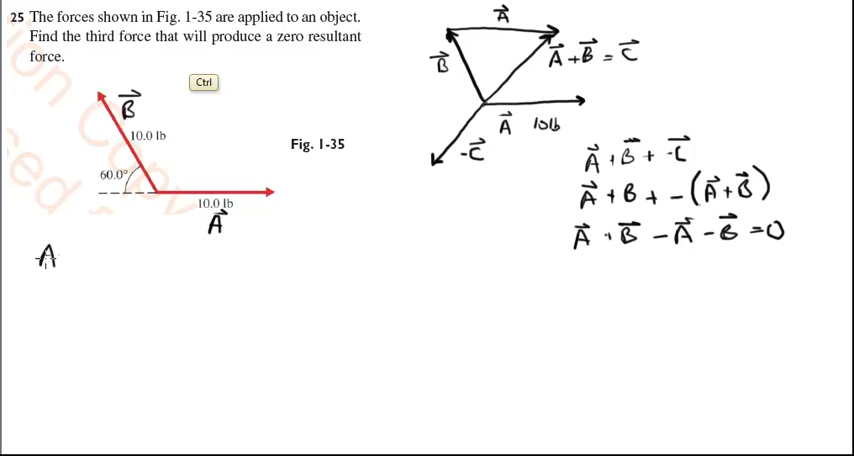 25 The forces shown in Fig. 1-35 are applied to an object.
Find the third force that will produce a zero resultant
force.
Ctrl
B
10.0 lb
60.0°
Fig. 1-35
10.0 lb
A
A
A
B
A + B = C
A 10lb
-C
A + B + -C
A + B + -(A + B)
A + B - A - B = 0